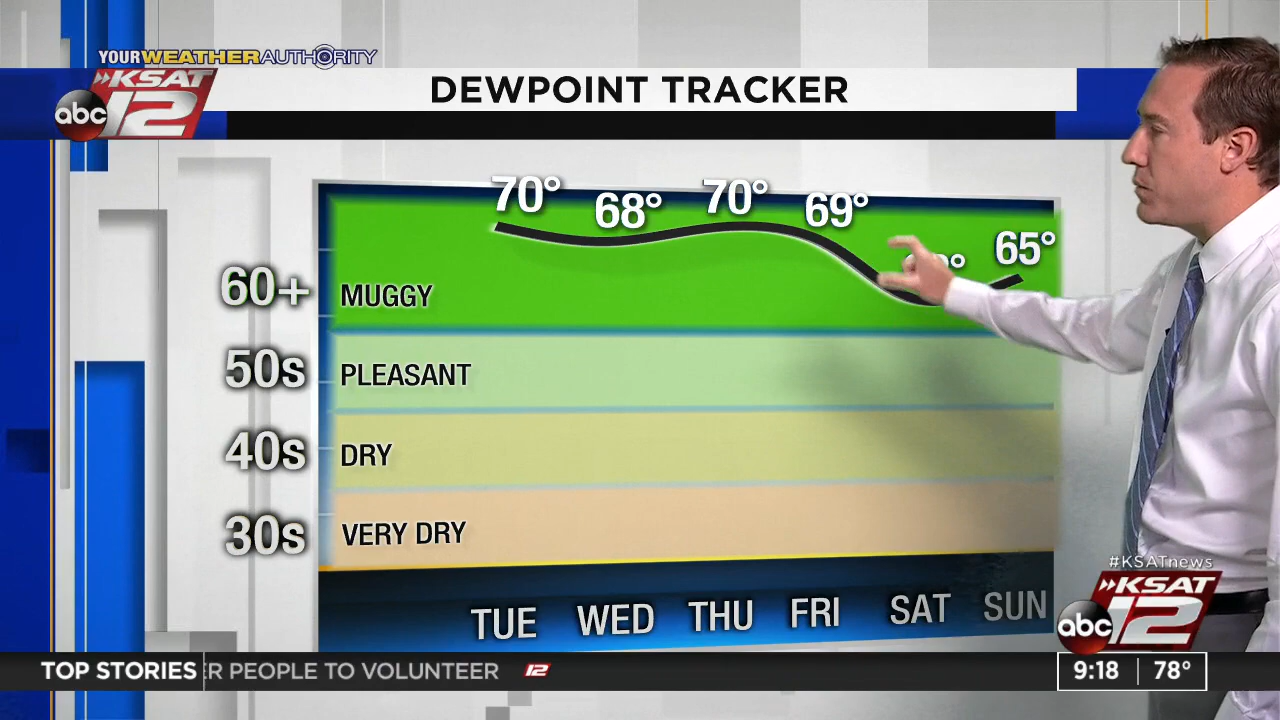 YOURWEATHERAUTHORITY
KSAT
abc 12
DEWPOINT TRACKER
70° 68° 70° 69° 65°
60+ MUGGY
50s PLEASANT
40s DRY
30s VERY DRY
TUE WED THU FRI SAT SUN
#KSATnews
KSAT
abc 12
TOP STORIES ER PEOPLE TO VOLUNTEER 12
9:18 78°